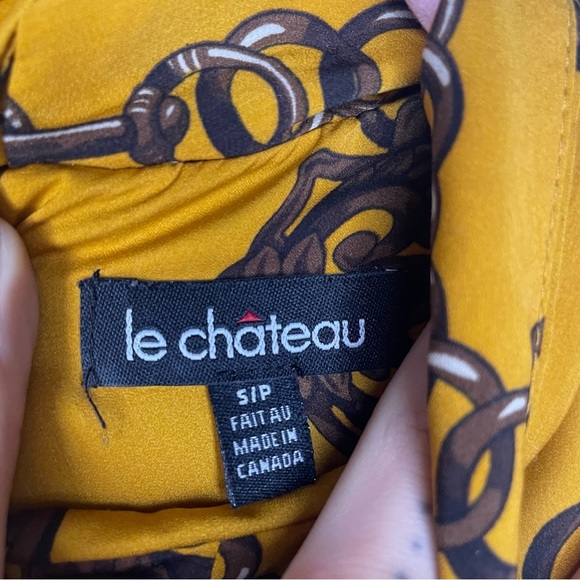 le château
S/P
FAIT AU
MADE IN
CANADA